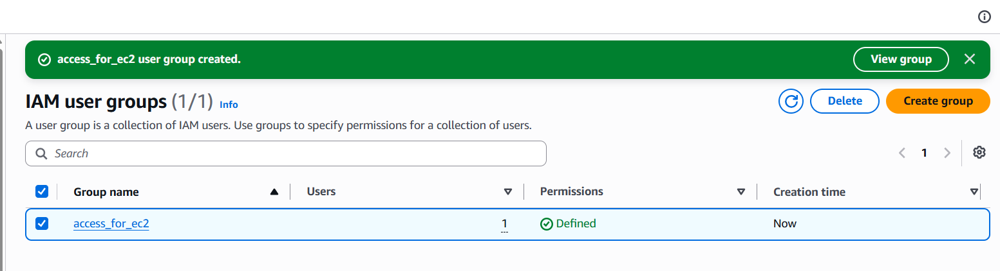 access_for_ec2 user group created.
View group
IAM user groups (1/1) Info
Delete
Create group
A user group is a collection of IAM users. Use groups to specify permissions for a collection of users.
Search
1
Group name
Users
Permissions
Creation time
access_for_ec2
1
Defined
Now